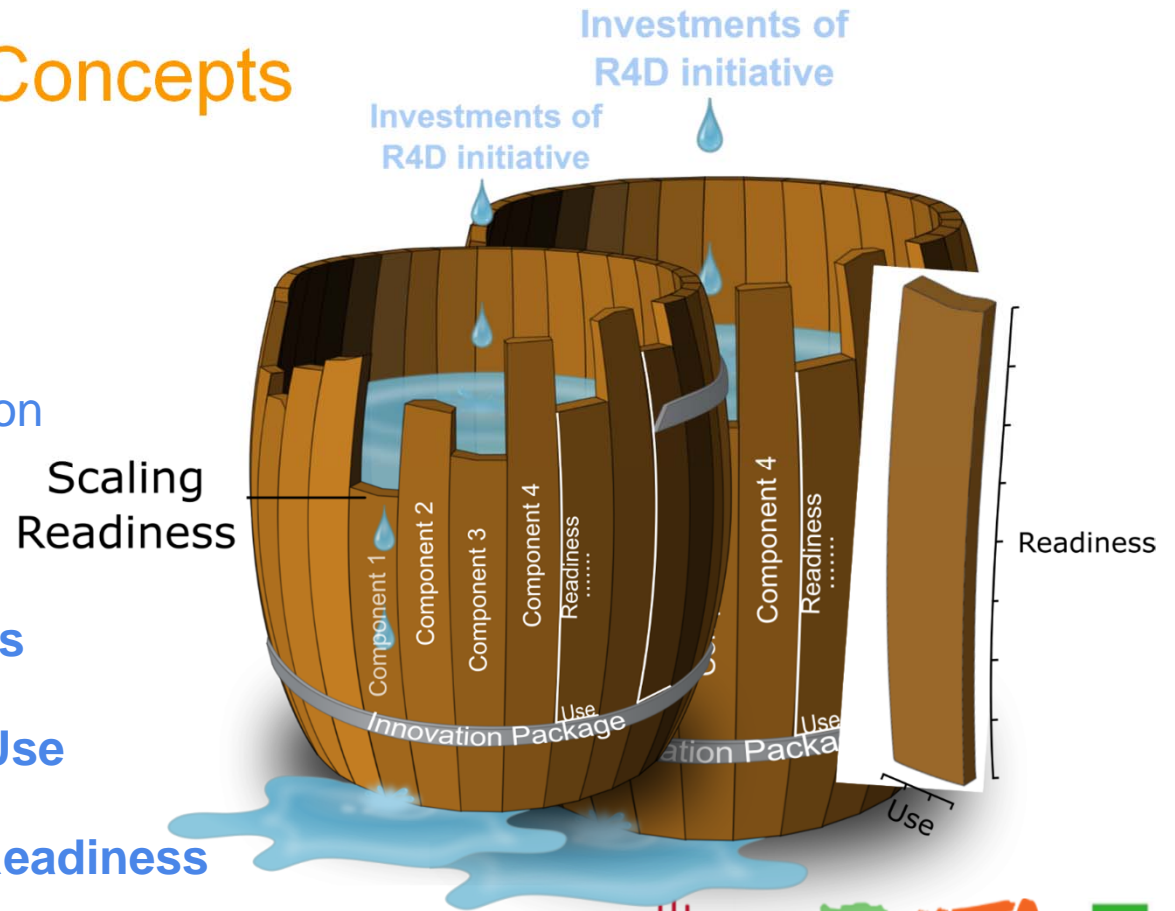 Concepts
Investments of
R4D initiative
Investments of
R4D initiative
on
Scaling
Readiness
s
Use
Readiness
Component 1
Component 2
Component 3
Component 4
Readiness
.......
Use
Innovation Package
Component 4
Readiness
.......
Use
ation Packa
Readiness
Use